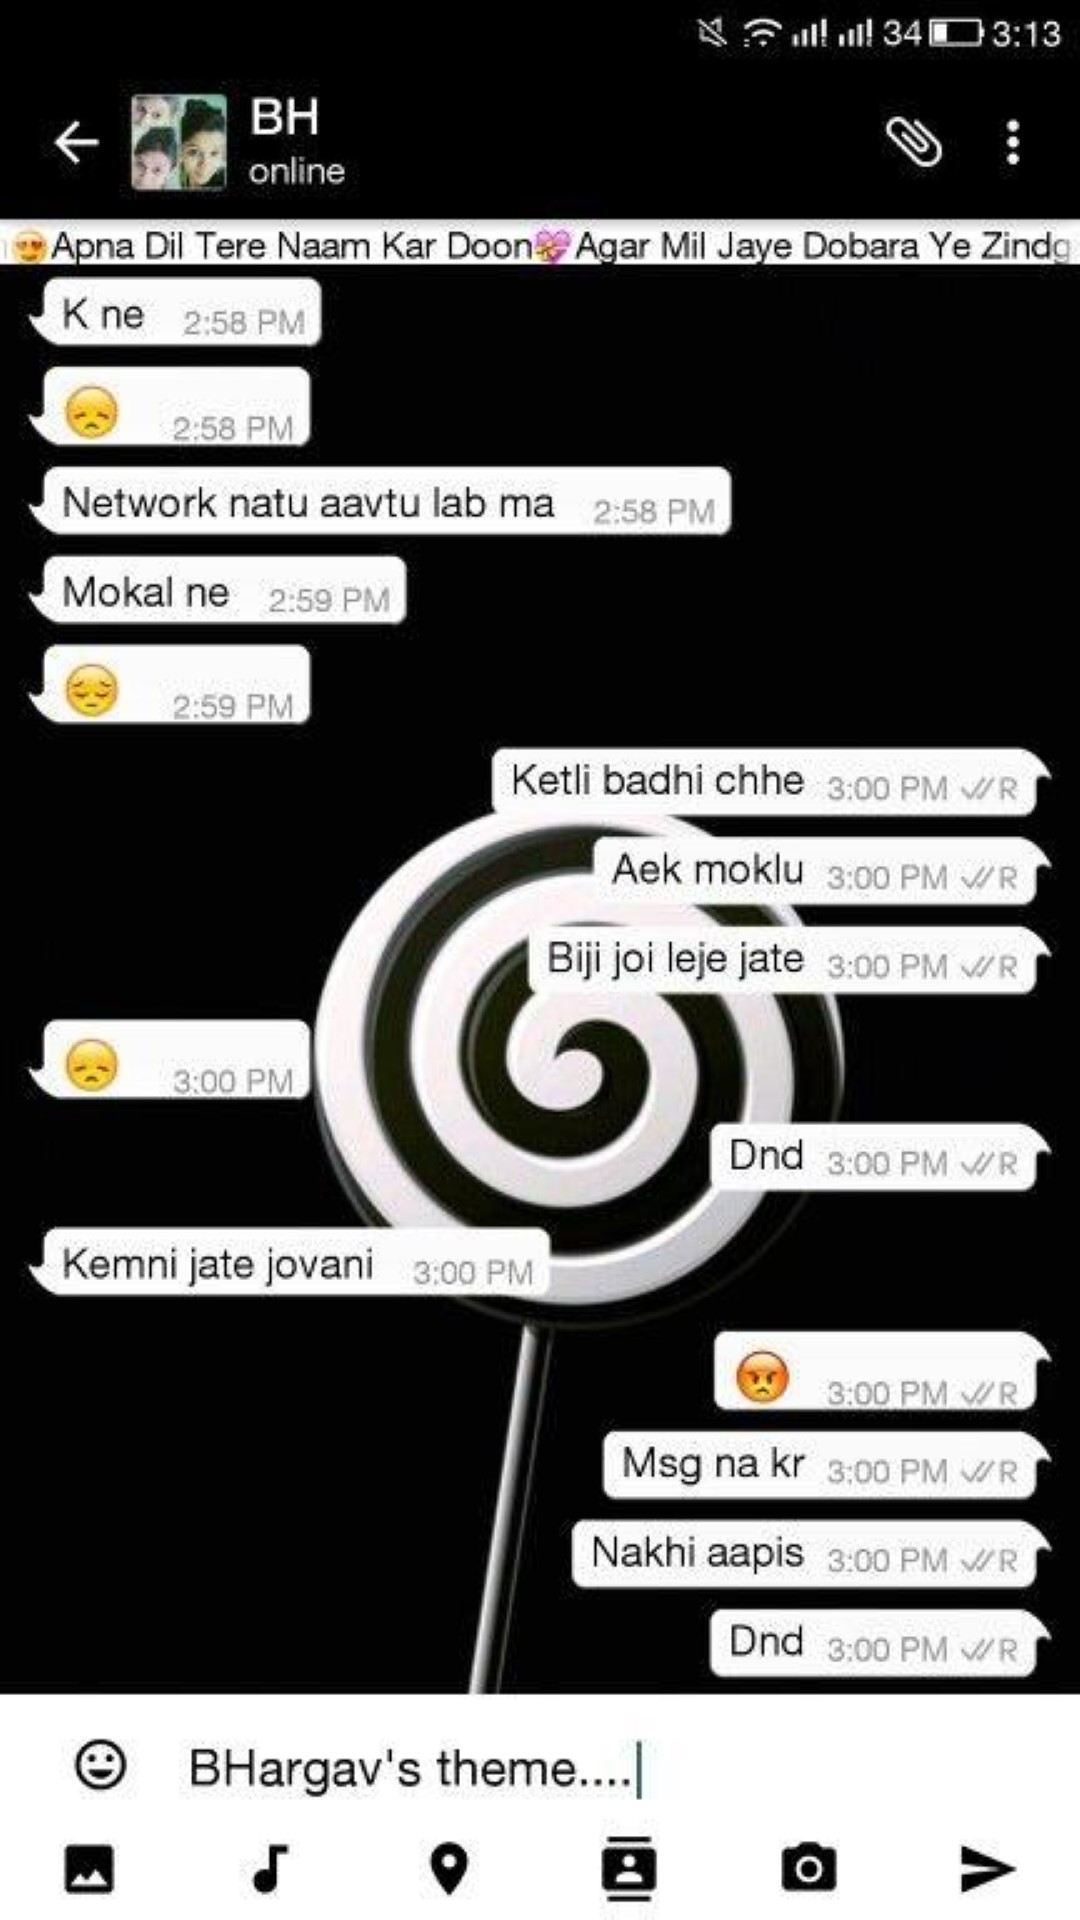 34 3:13
BH
online
😍Apna Dil Tere Naam Kar Doon💝Agar Mil Jaye Dobara Ye Zindg
K ne 2:58 PM
😞 2:58 PM
Network natu aavtu lab ma 2:58 PM
Mokal ne 2:59 PM
😔 2:59 PM
Ketli badhi chhe 3:00 PM R
Aek moklu 3:00 PM R
Biji joi leje jate 3:00 PM R
😞 3:00 PM
Dnd 3:00 PM R
Kemni jate jovani 3:00 PM
😡 3:00 PM R
Msg na kr 3:00 PM R
Nakhi aapis 3:00 PM R
Dnd 3:00 PM R
BHargav's theme....